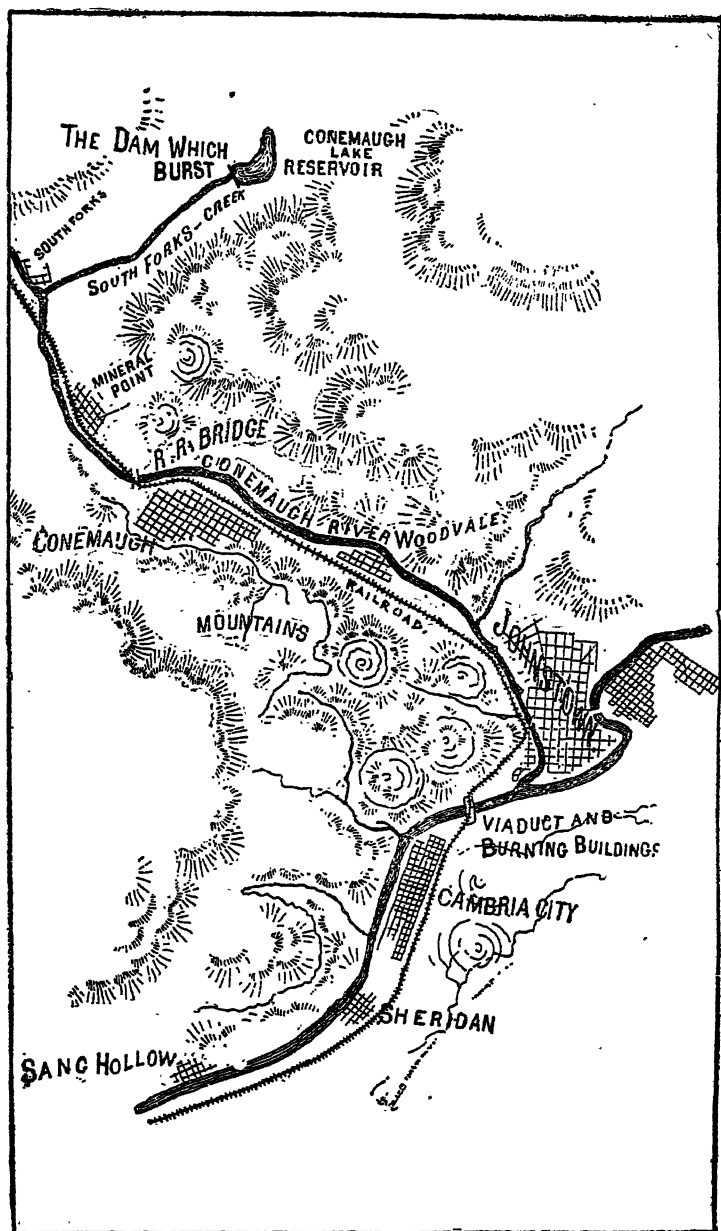 THE DAM WHICH
BURST
CONEMAUGH
LAKE
RESERVOIR
SOUTH FORKS
SOUTH FORKS-CREEK
MINERAL
POINT
R.R. BRIDGE
CONEMAUGH RIVER
WOODVALE
CONEMAUGH
RAILROAD.
MOUNTAINS
JOHNSTOWN
VIADUCT AND
BURNING BUILDINGS
CAMBRIA CITY
SHERIDAN
SANG HOLLOW